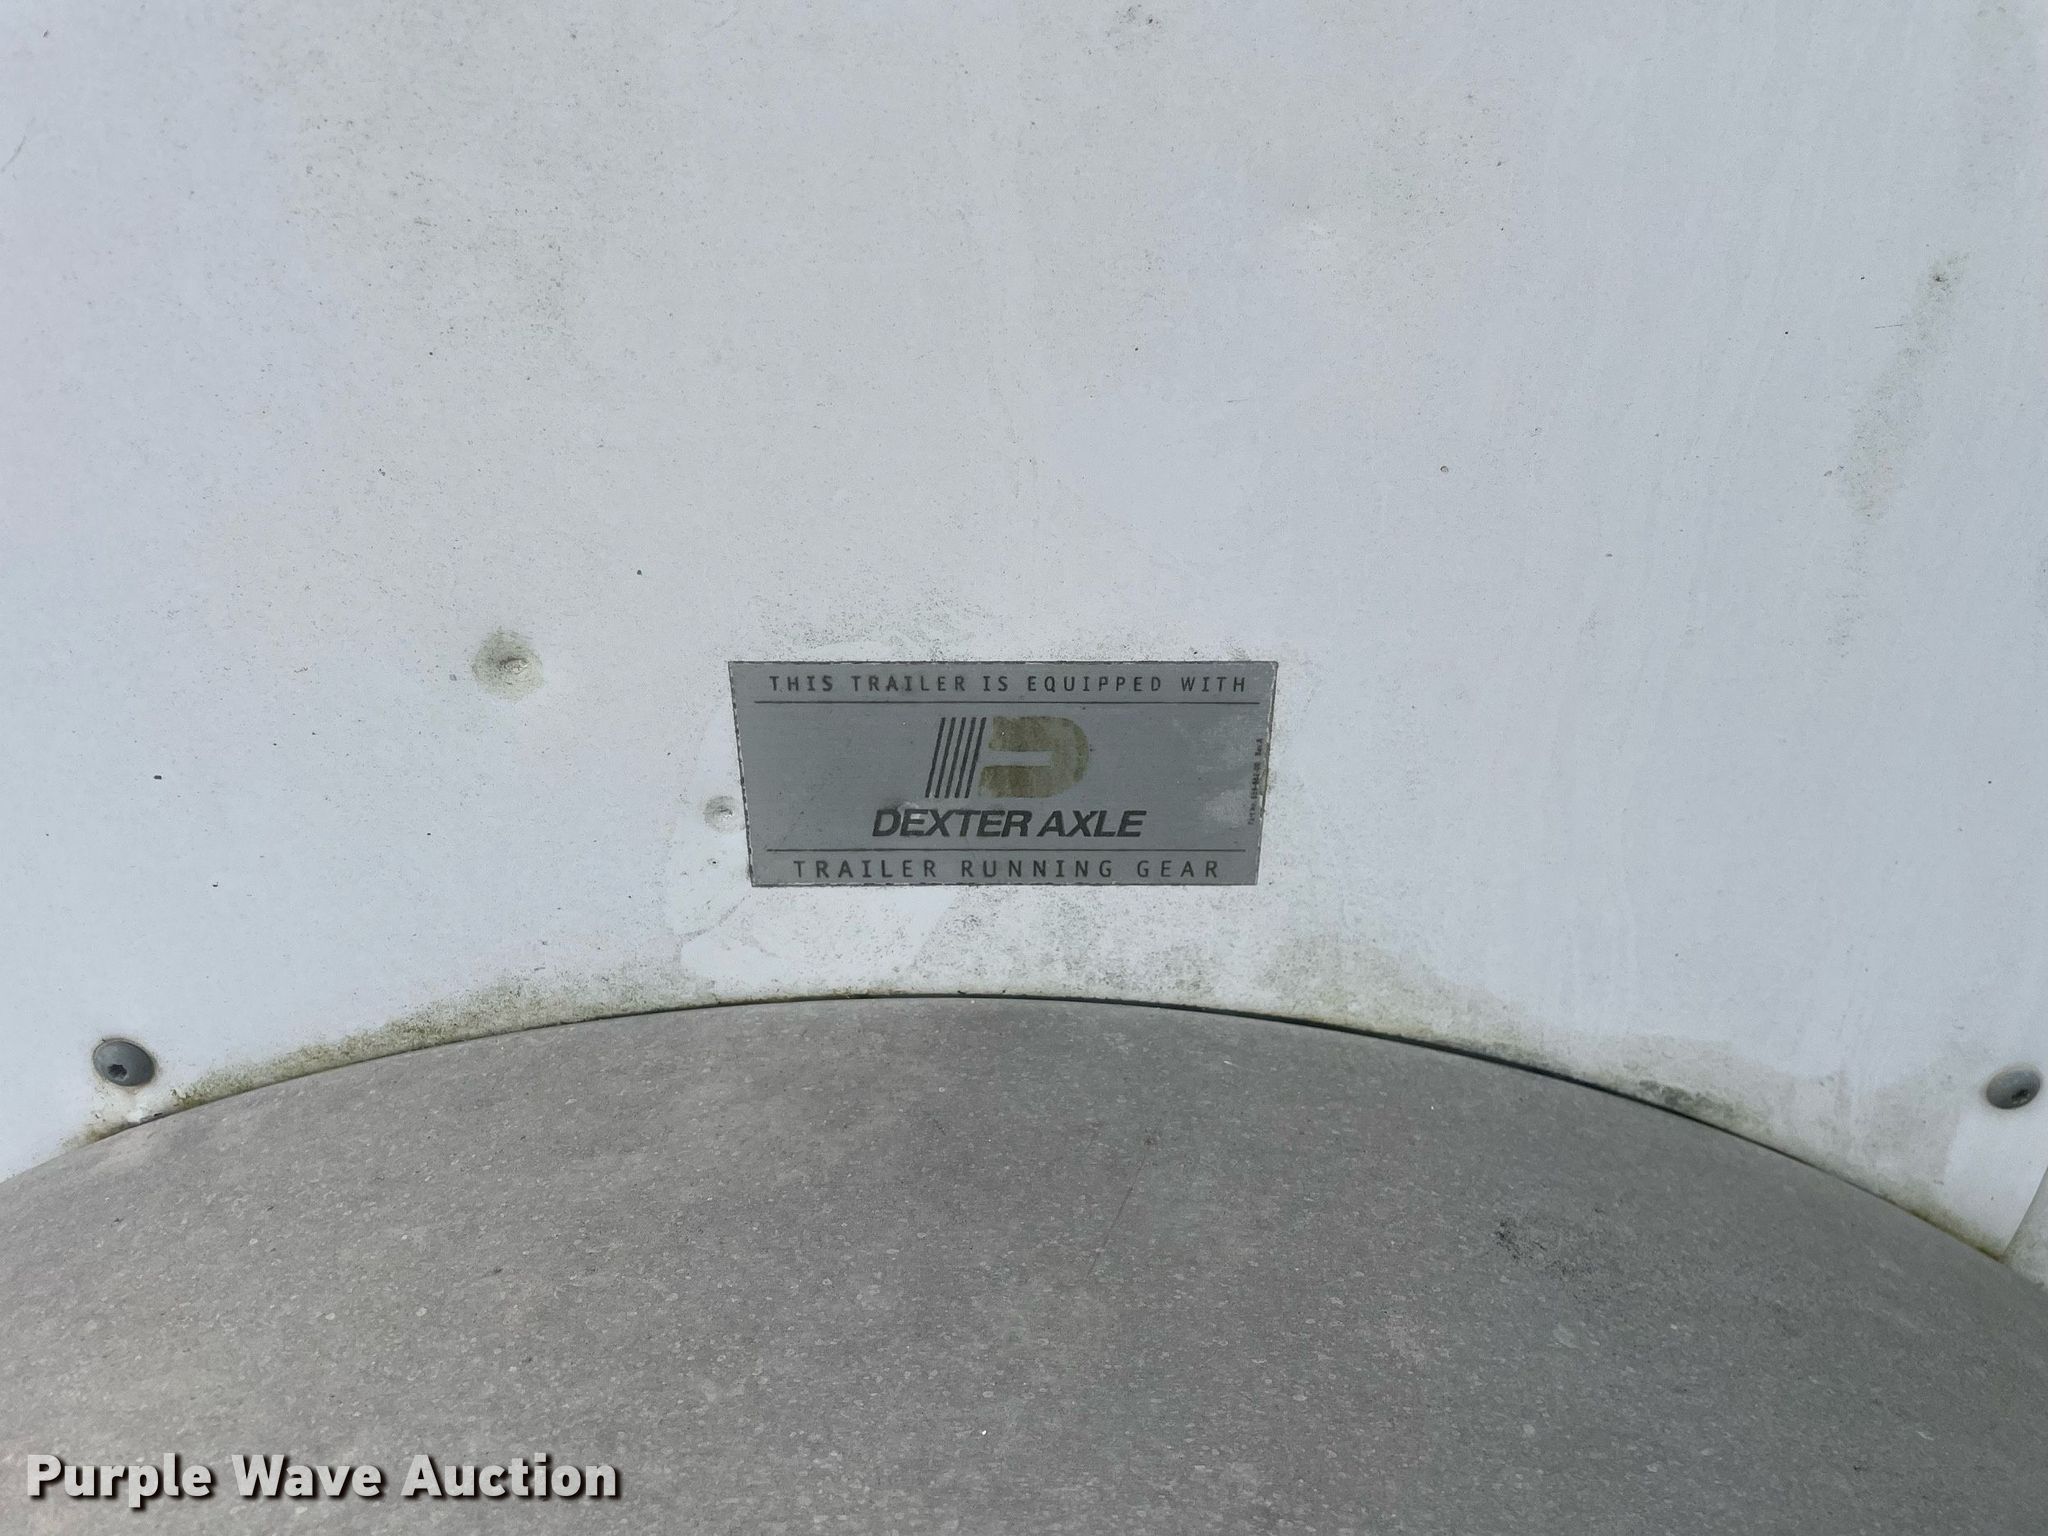 THIS TRAILER IS EQUIPPED WITH
DEXTER AXLE
TRAILER RUNNING GEAR
Purple Wave Auction